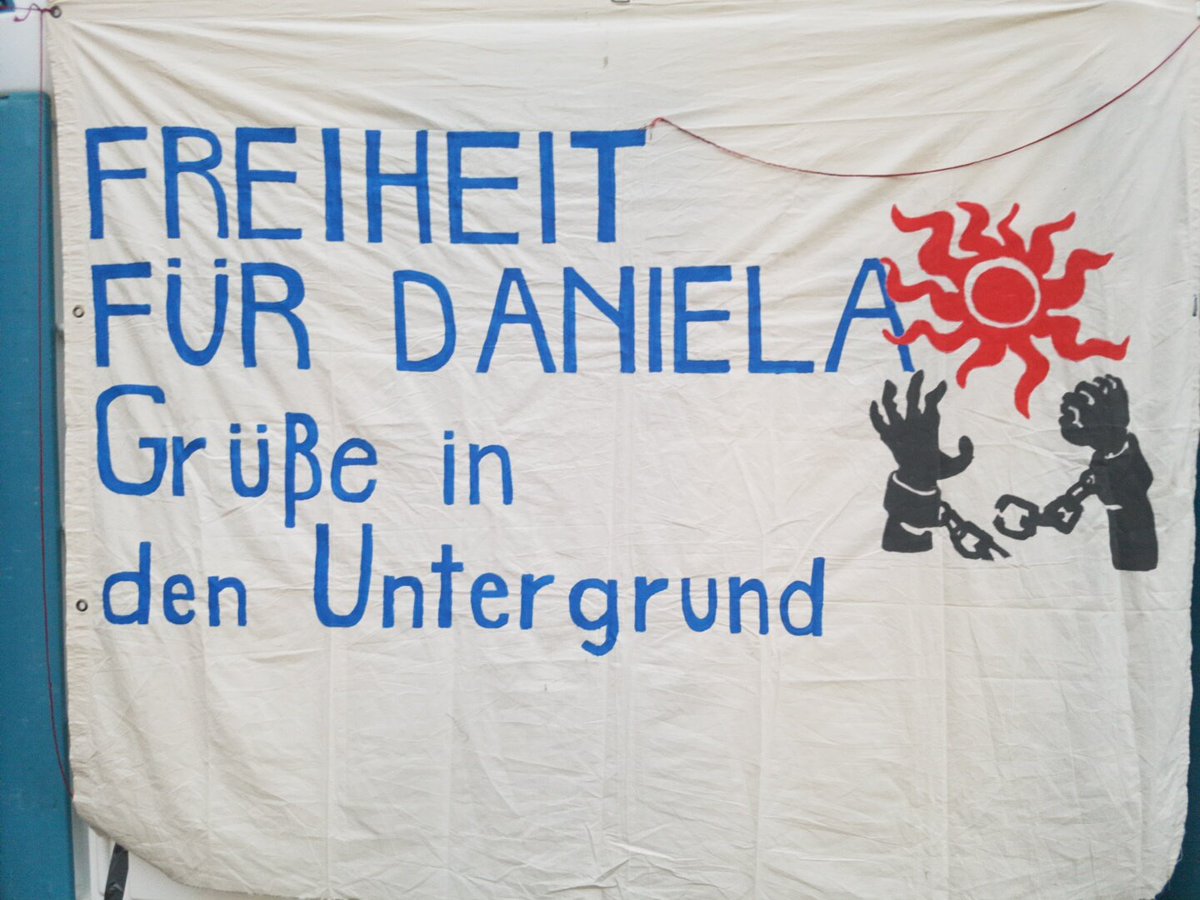 FREIHEIT
FÜR DANIELA
Grüße in
den Untergrund